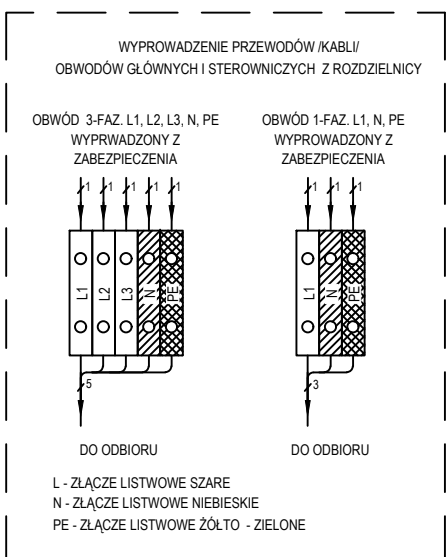 WYPROWADZENIE PRZEWODÓW /KABLI/
OBWODÓW GŁÓWNYCH I STEROWNICZYCH Z ROZDZIELNICY
OBWÓD 3-FAZ. L1, L2, L3, N, PE
WYPRWADZONY Z
ZABEZPIECZENIA
1 1 1 1 1
L1 L2 L3 N PE
5
DO ODBIORU
OBWÓD 1-FAZ. L1, N, PE
WYPROWADZONY Z
ZABEZPIECZENIA
1 1 1
L1 N PE
3
DO ODBIORU
L - ZŁĄCZE LISTWOWE SZARE
N - ZŁĄCZE LISTWOWE NIEBIESKIE
PE - ZŁĄCZE LISTWOWE ŻÓŁTO - ZIELONE